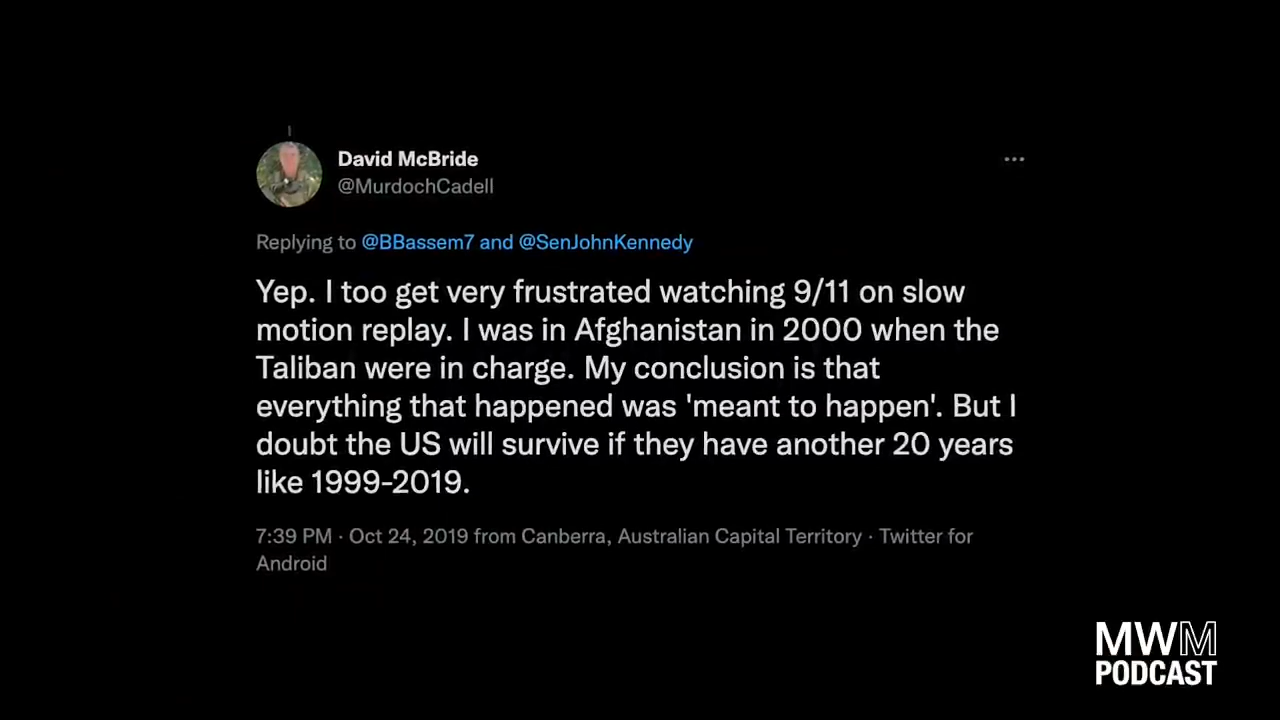 David McBride
@MurdochCadell
Replying to @BBassem7 and @SenJohnKennedy
Yep. I too get very frustrated watching 9/11 on slow
motion replay. I was in Afghanistan in 2000 when the
Taliban were in charge. My conclusion is that
everything that happened was 'meant to happen'. But I
doubt the US will survive if they have another 20 years
like 1999-2019.
7:39 PM · Oct 24, 2019 from Canberra, Australian Capital Territory · Twitter for
Android
MWM
PODCAST